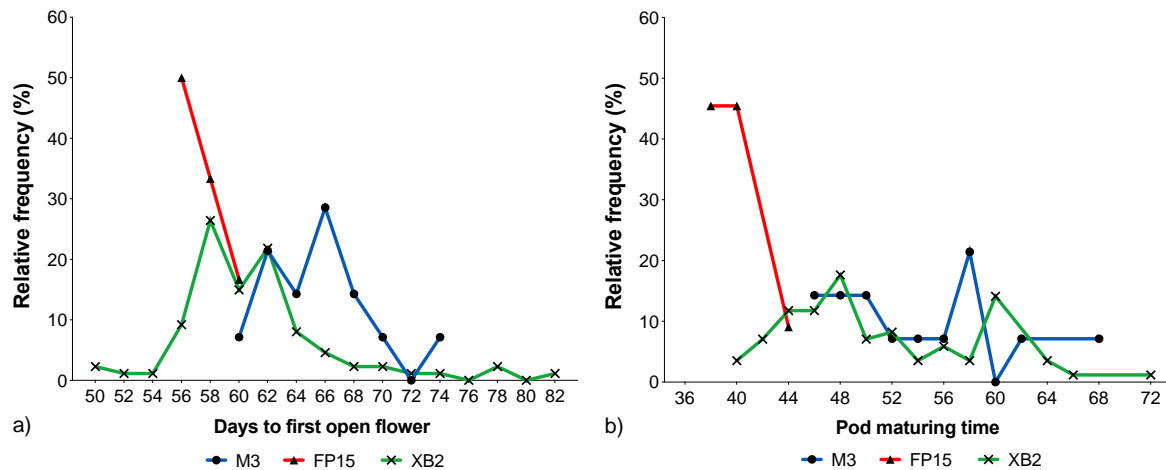 60
50
40
30
20
10
0
Relative frequency (%)
50 52 54 56 58 60 62 64 66 68 70 72 74 76 78 80 82
a)
Days to first open flower
M3 FP15 XB2
60
50
40
30
20
10
0
Relative frequency (%)
36 40 44 48 52 56 60 64 68 72
b)
Pod maturing time
M3 FP15 XB2